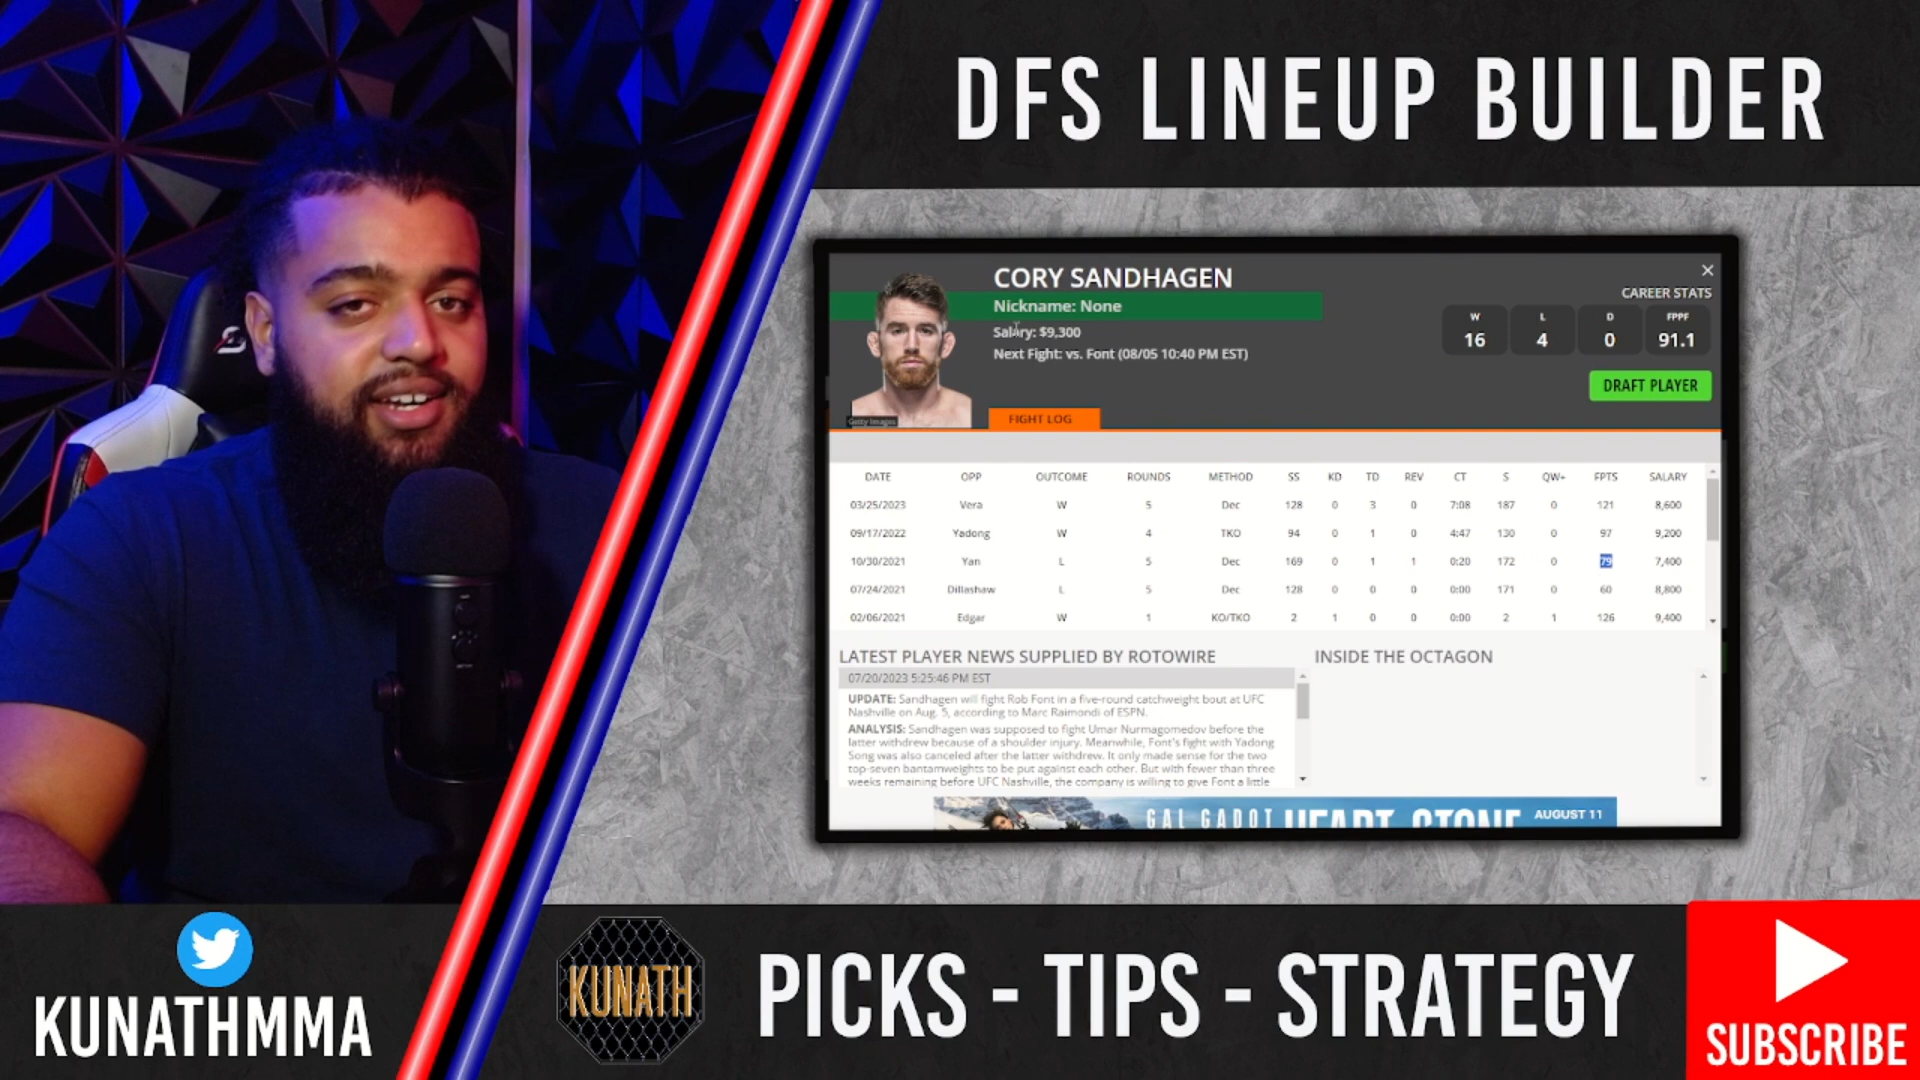 DFS LINEUP BUILDER
CORY SANDHAGEN
Nickname: None
Salary: $9,300
Next Fight: vs. Font (08/05 10:40 PM EST)
CAREER STATS
W L D FPPF
16 4 0 91.1
DRAFT PLAYER
Getty Images
FIGHT LOG
DATE OPP OUTCOME ROUNDS METHOD SS KD TD REV CT S QW+ FPTS SALARY
03/25/2023 Vera W 5 Dec 128 0 3 0 7:08 187 0 121 8,600
09/17/2022 Yadong W 4 TKO 94 0 1 0 4:47 130 0 97 9,200
10/30/2021 Yan L 5 Dec 169 0 1 1 0:20 172 0 79 7,400
07/24/2021 Dillashaw L 5 Dec 128 0 0 0 0:00 171 0 60 8,800
02/06/2021 Edgar W 1 KO/TKO 2 1 0 0 0:00 2 1 126 9,400
LATEST PLAYER NEWS SUPPLIED BY ROTOWIRE
INSIDE THE OCTAGON
07/20/2023 5:25:46 PM EST
UPDATE: Sandhagen will fight Rob Font in a five-round catchweight bout at UFC
Nashville on Aug. 5, according to Marc Raimondi of ESPN.
ANALYSIS: Sandhagen was supposed to fight Umar Nurmagomedov before the
latter withdrew because of a shoulder injury. Meanwhile, Font's fight with Yadong
Song was also canceled after the latter withdrew. It only made sense for the two
top-seven bantamweights to be put against each other. But with fewer than three
weeks remaining before UFC Nashville, the company is willing to give Font a little
GAL GADOT HEART STONE AUGUST 11
KUNATHMMA
KUNATH
PICKS - TIPS - STRATEGY
SUBSCRIBE